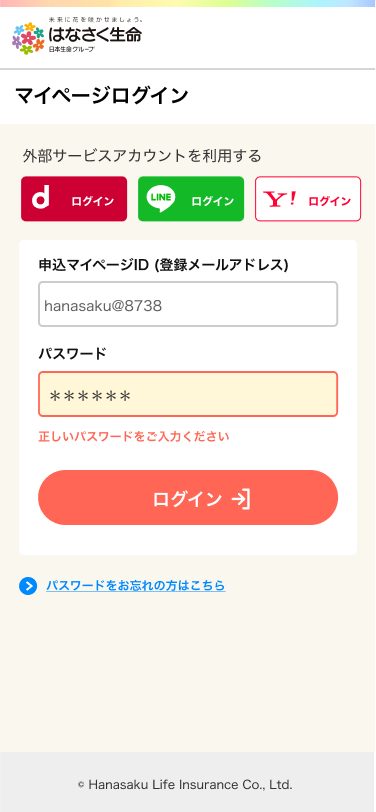 未来に花を咲かせましょう。
はなさく生命
日本生命グループ
マイページログイン
外部サービスアカウントを利用する
d ログイン
LINE ログイン
Y! ログイン
申込マイページID (登録メールアドレス)
hanasaku@8738
パスワード
＊＊＊＊＊＊
正しいパスワードをご入力ください
ログイン
パスワードをお忘れの方はこちら
© Hanasaku Life Insurance Co., Ltd.